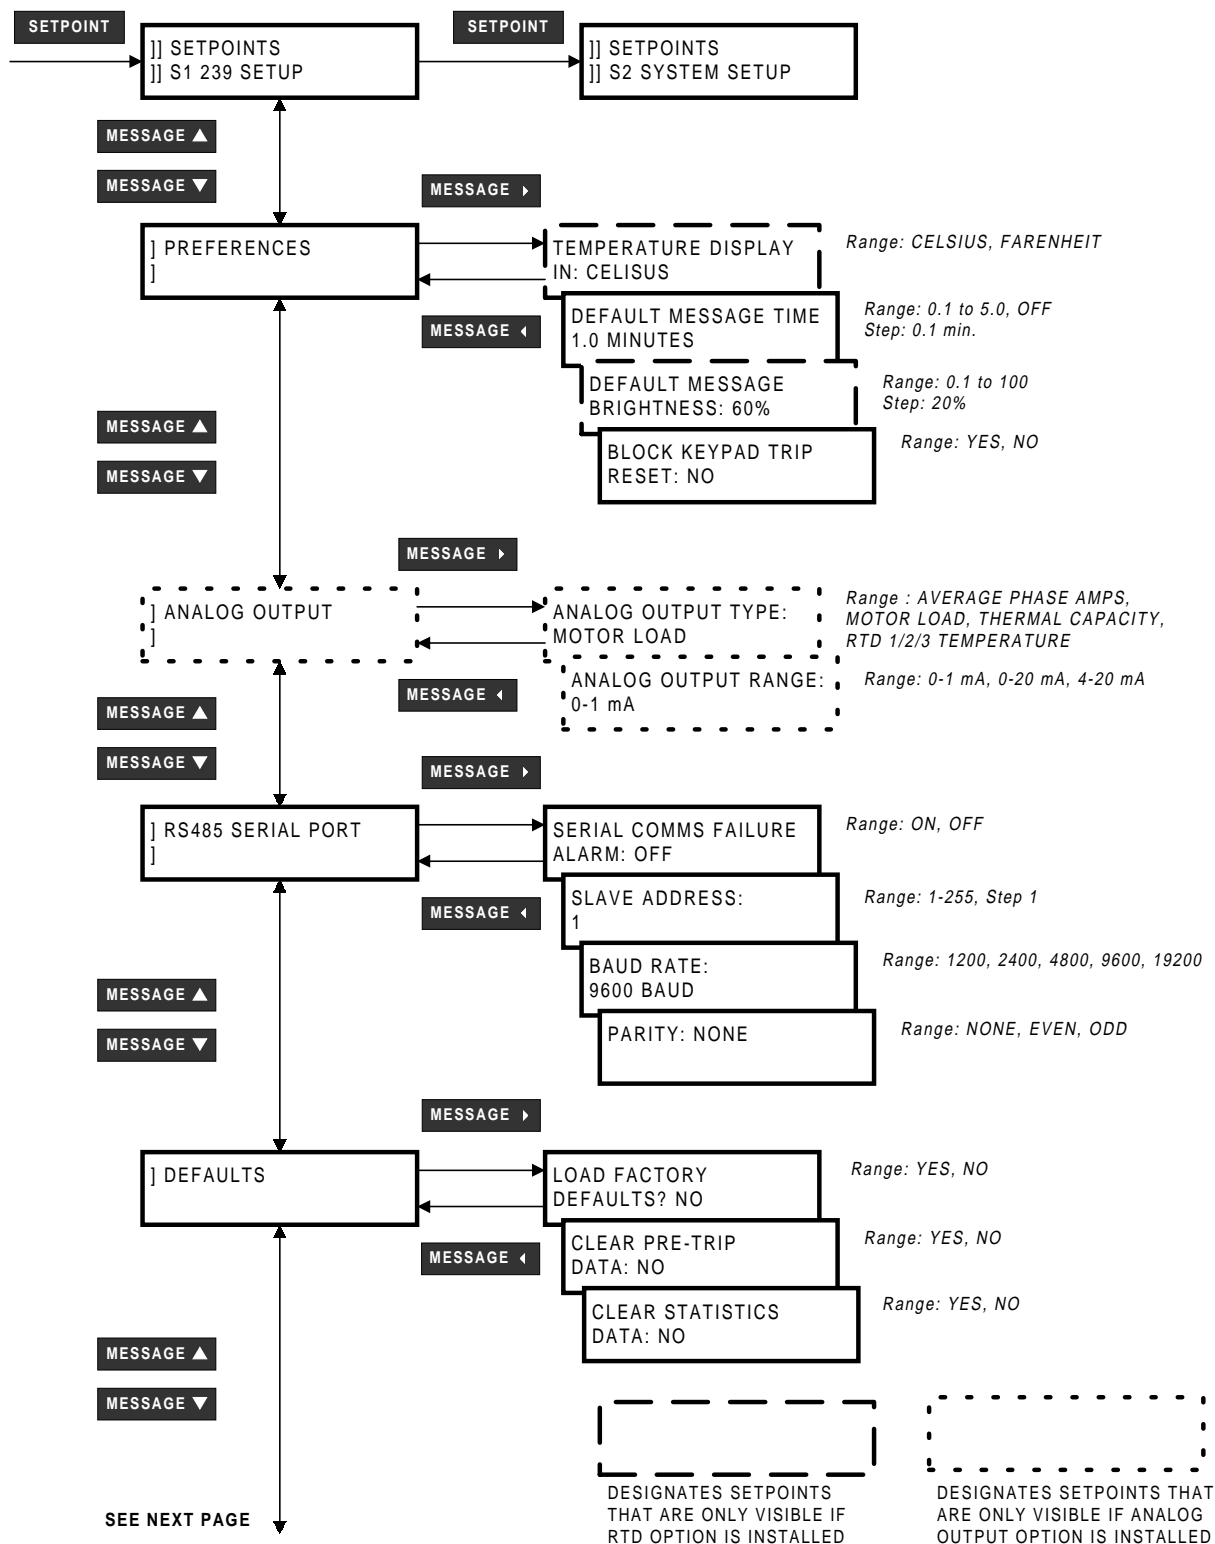 SETPOINT
SETPOINT
]] SETPOINTS
]] S1 239 SETUP
]] SETPOINTS
]] S2 SYSTEM SETUP
MESSAGE ▲
MESSAGE ▼
MESSAGE ▸
] PREFERENCES
]
TEMPERATURE DISPLAY
IN: CELISUS
Range: CELSIUS, FARENHEIT
MESSAGE ◂
DEFAULT MESSAGE TIME
1.0 MINUTES
Range: 0.1 to 5.0, OFF
Step: 0.1 min.
DEFAULT MESSAGE
BRIGHTNESS: 60%
Range: 0.1 to 100
Step: 20%
MESSAGE ▲
MESSAGE ▼
BLOCK KEYPAD TRIP
RESET: NO
Range: YES, NO
MESSAGE ▸
] ANALOG OUTPUT
]
ANALOG OUTPUT TYPE:
MOTOR LOAD
Range : AVERAGE PHASE AMPS,
MOTOR LOAD, THERMAL CAPACITY,
RTD 1/2/3 TEMPERATURE
MESSAGE ◂
ANALOG OUTPUT RANGE:
0-1 mA
Range: 0-1 mA, 0-20 mA, 4-20 mA
MESSAGE ▲
MESSAGE ▼
MESSAGE ▸
] RS485 SERIAL PORT
]
SERIAL COMMS FAILURE
ALARM: OFF
Range: ON, OFF
MESSAGE ◂
SLAVE ADDRESS:
1
Range: 1-255, Step 1
BAUD RATE:
9600 BAUD
Range: 1200, 2400, 4800, 9600, 19200
MESSAGE ▲
MESSAGE ▼
PARITY: NONE
Range: NONE, EVEN, ODD
MESSAGE ▸
] DEFAULTS
LOAD FACTORY
DEFAULTS? NO
Range: YES, NO
MESSAGE ◂
CLEAR PRE-TRIP
DATA: NO
Range: YES, NO
CLEAR STATISTICS
DATA: NO
Range: YES, NO
MESSAGE ▲
MESSAGE ▼
DESIGNATES SETPOINTS
THAT ARE ONLY VISIBLE IF
RTD OPTION IS INSTALLED
DESIGNATES SETPOINTS THAT
ARE ONLY VISIBLE IF ANALOG
OUTPUT OPTION IS INSTALLED
SEE NEXT PAGE